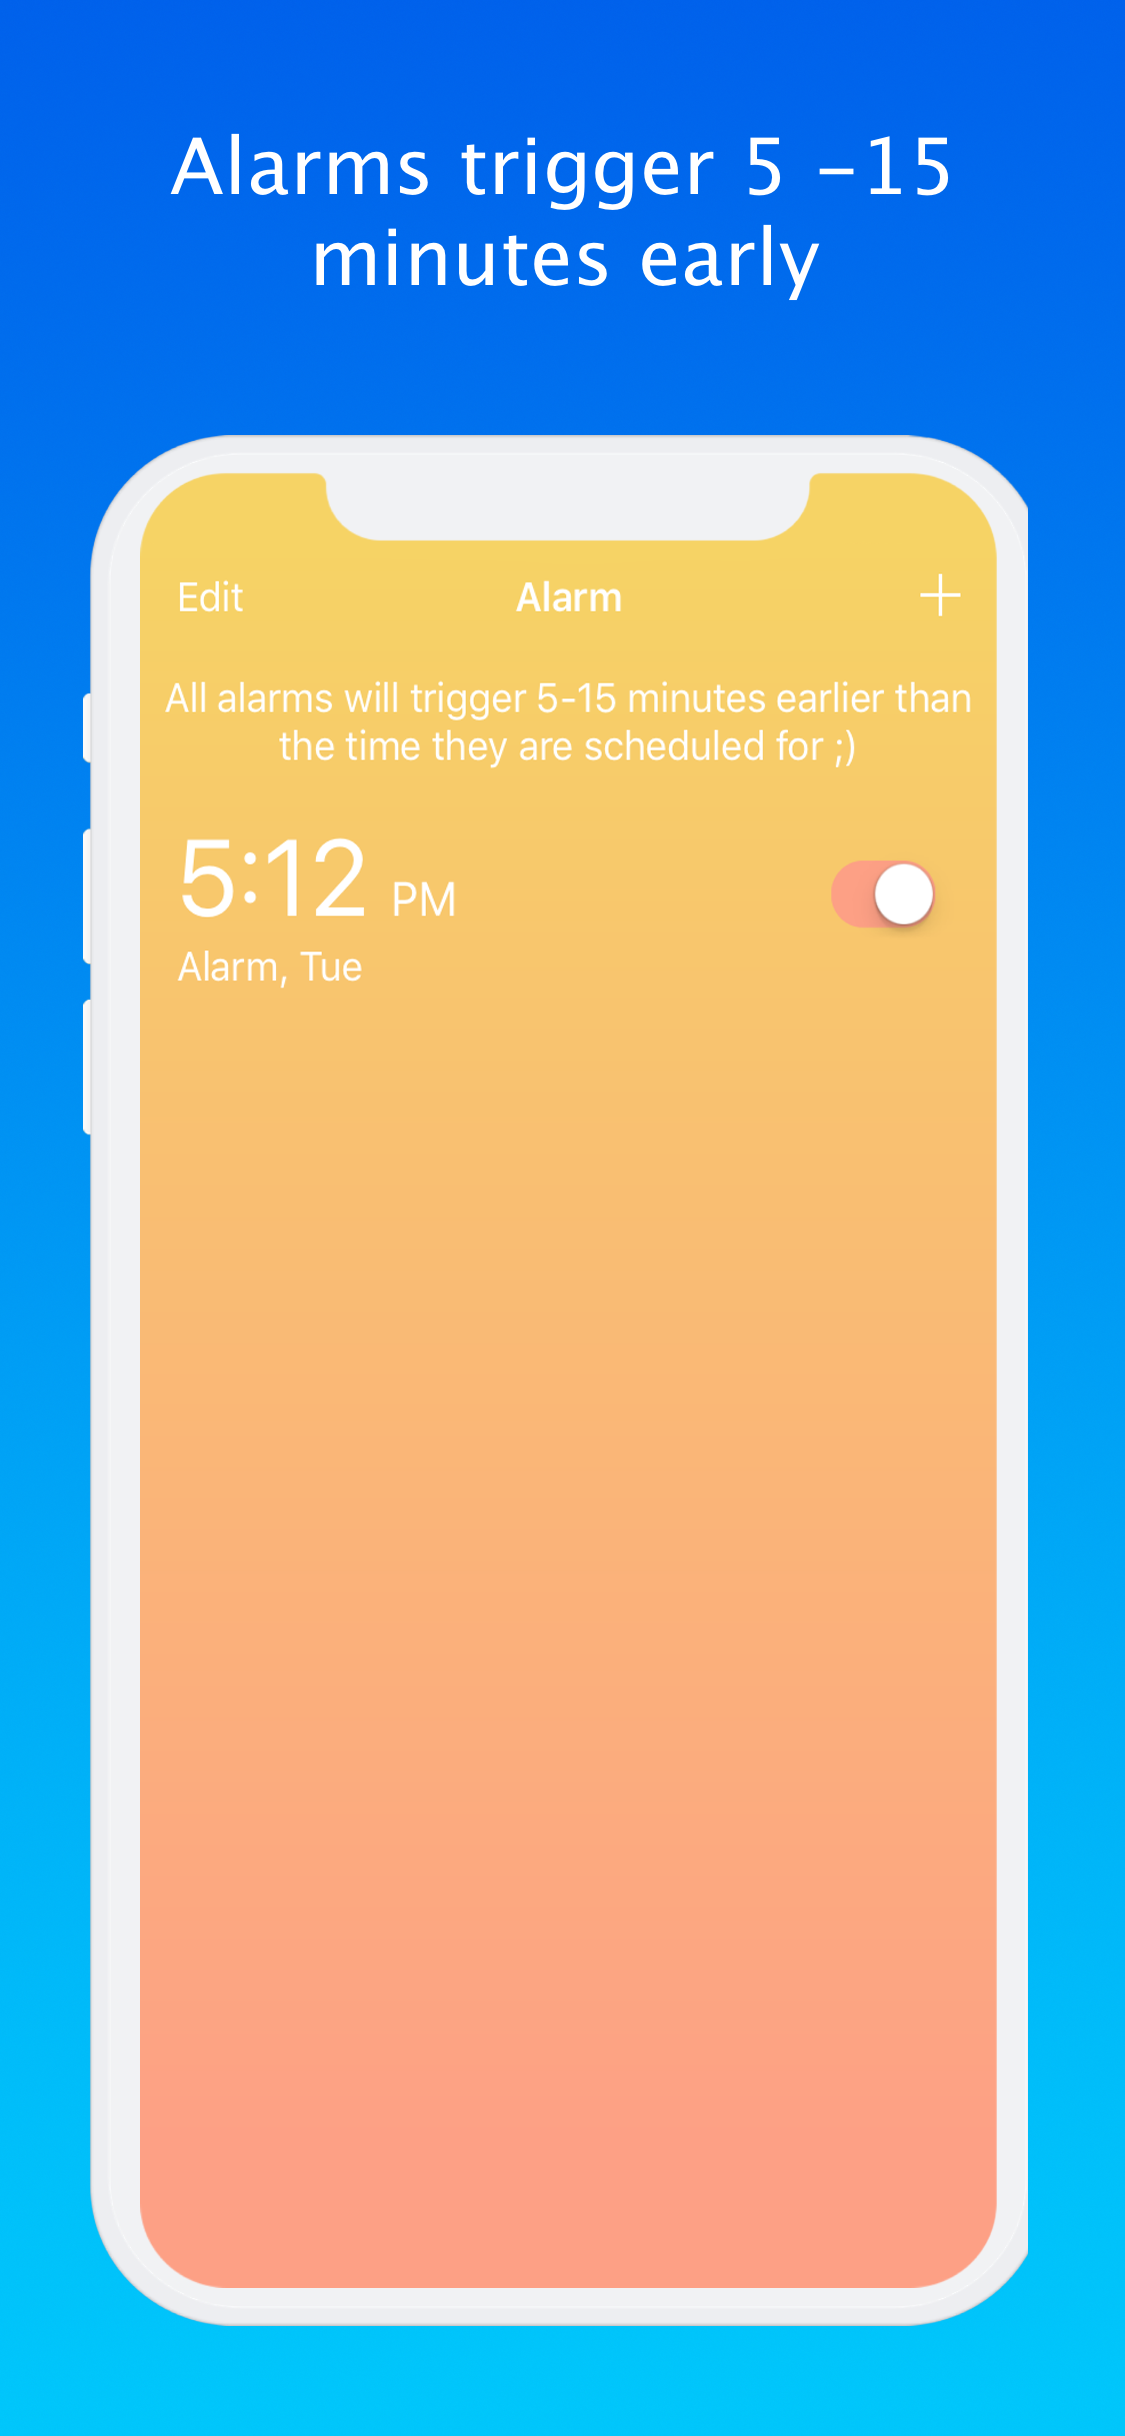 Alarms trigger 5 –15
minutes early
Edit
Alarm
+
All alarms will trigger 5-15 minutes earlier than
the time they are scheduled for ;)
5:12 PM
Alarm, Tue